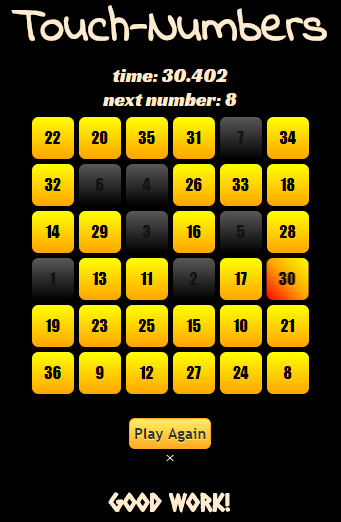 Touch-Numbers
time: 30.402
next number: 8
22 20 35 31 7 34
32 6 4 26 33 18
14 29 3 16 5 28
1 13 11 2 17 30
19 23 25 15 10 21
36 9 12 27 24 8
Play Again
×
GOOD WORK!